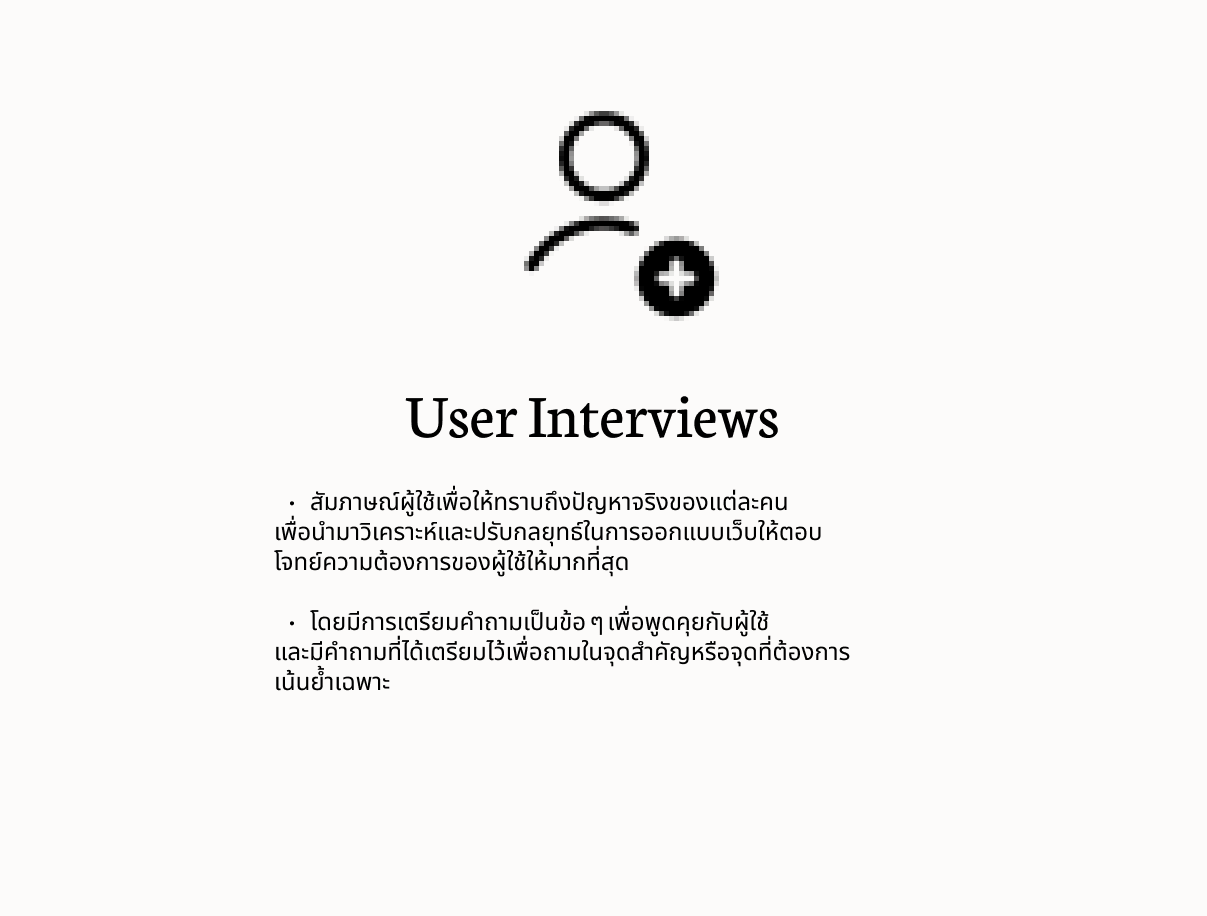 User Interviews
• สัมภาษณ์ผู้ใช้เพื่อให้ทราบถึงปัญหาจริงของแต่ละคน
เพื่อนำมาวิเคราะห์และปรับกลยุทธ์ในการออกแบบเว็บให้ตอบ
โจทย์ความต้องการของผู้ใช้ให้มากที่สุด
• โดยมีการเตรียมคำถามเป็นข้อ ๆ เพื่อพูดคุยกับผู้ใช้
และมีคำถามที่ได้เตรียมไว้เพื่อถามในจุดสำคัญหรือจุดที่ต้องการ
เน้นย้ำเฉพาะ